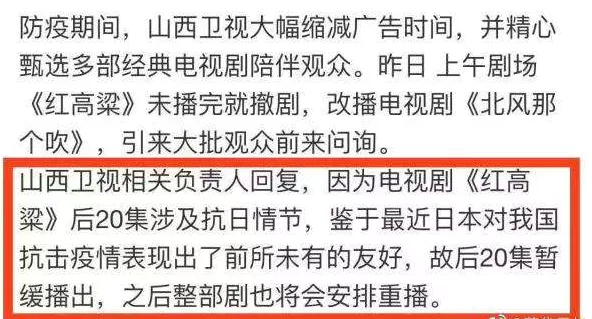 防疫期间，山西卫视大幅缩减广告时间，并精心
甄选多部经典电视剧陪伴观众。昨日 上午剧场
《红高粱》未播完就撤剧，改播电视剧《北风那
个吹》，引来大批观众前来问询。
山西卫视相关负责人回复，因为电视剧《红高
粱》后20集涉及抗日情节，鉴于最近日本对我国
抗击疫情表现出了前所未有的友好，故后20集暂
缓播出，之后整部剧也将会安排重播。